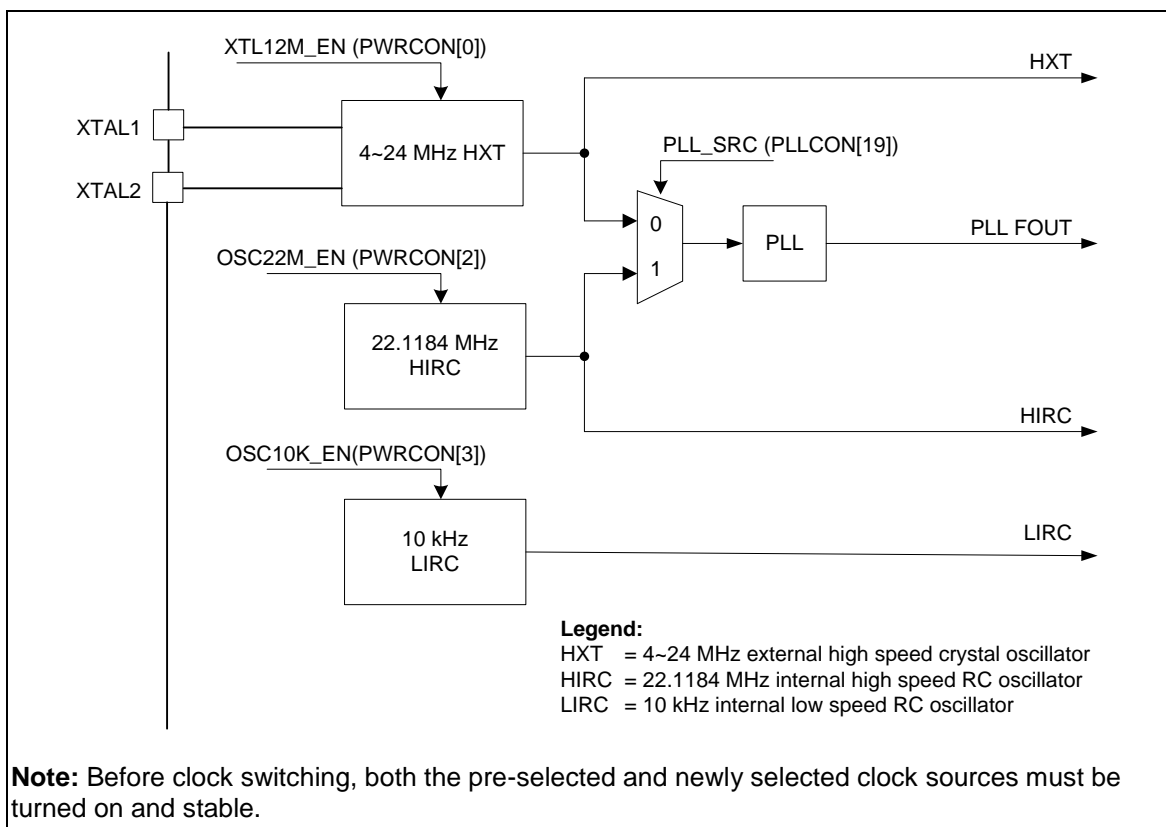 XTL12M_EN (PWRCON[0])
HXT
XTAL1
4~24 MHz HXT
PLL_SRC (PLLCON[19])
XTAL2
0
PLL
PLL FOUT
OSC22M_EN (PWRCON[2])
1
22.1184 MHz
HIRC
HIRC
OSC10K_EN(PWRCON[3])
10 kHz
LIRC
LIRC
Legend:
HXT = 4~24 MHz external high speed crystal oscillator
HIRC = 22.1184 MHz internal high speed RC oscillator
LIRC = 10 kHz internal low speed RC oscillator
Note: Before clock switching, both the pre-selected and newly selected clock sources must be
turned on and stable.